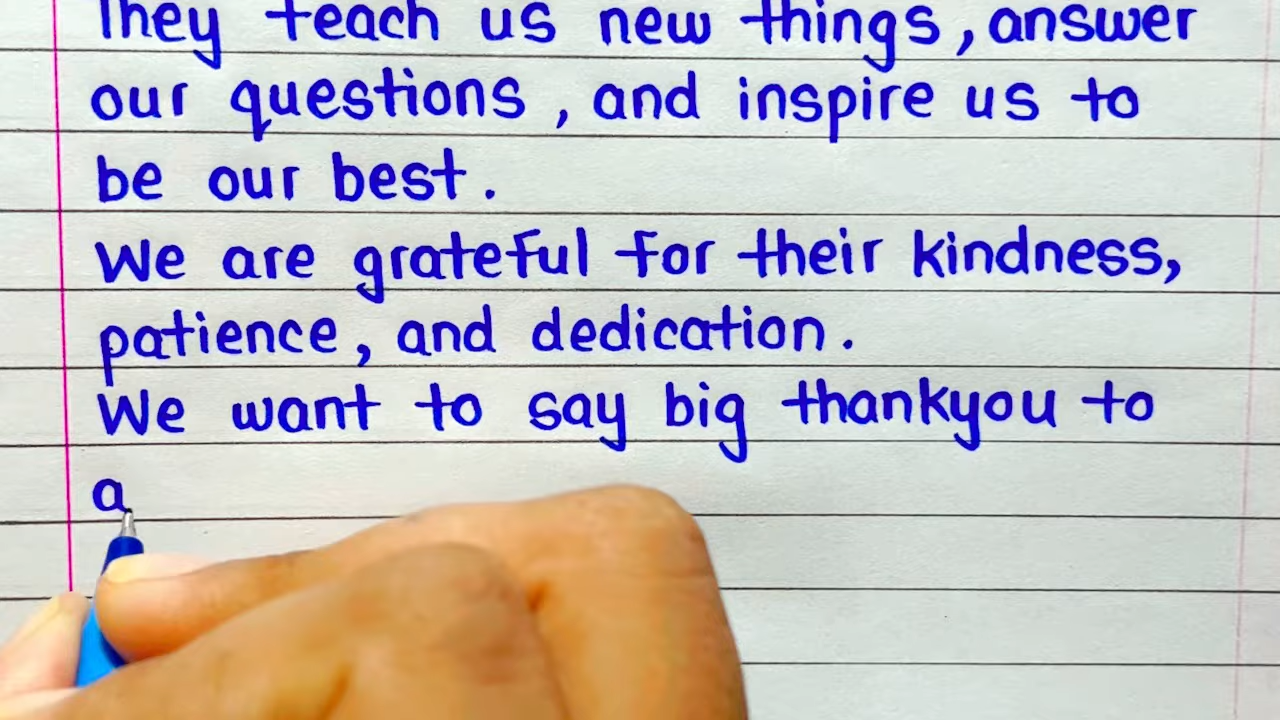 They teach us new things, answer
our questions, and inspire us to
be our best.
We are grateful for their kindness,
patience, and dedication.
We want to say big thankyou to
a